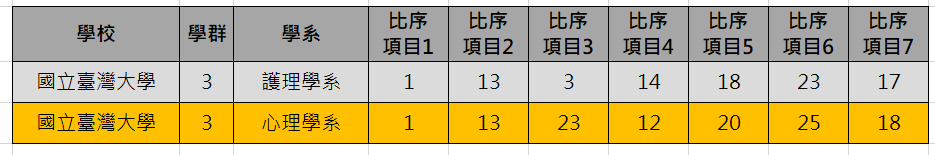 學校 學群 學系 比序項目1 比序項目2 比序項目3 比序項目4 比序項目5 比序項目6 比序項目7
國立臺灣大學 3 護理學系 1 13 3 14 18 23 17
國立臺灣大學 3 心理學系 1 13 23 12 20 25 18